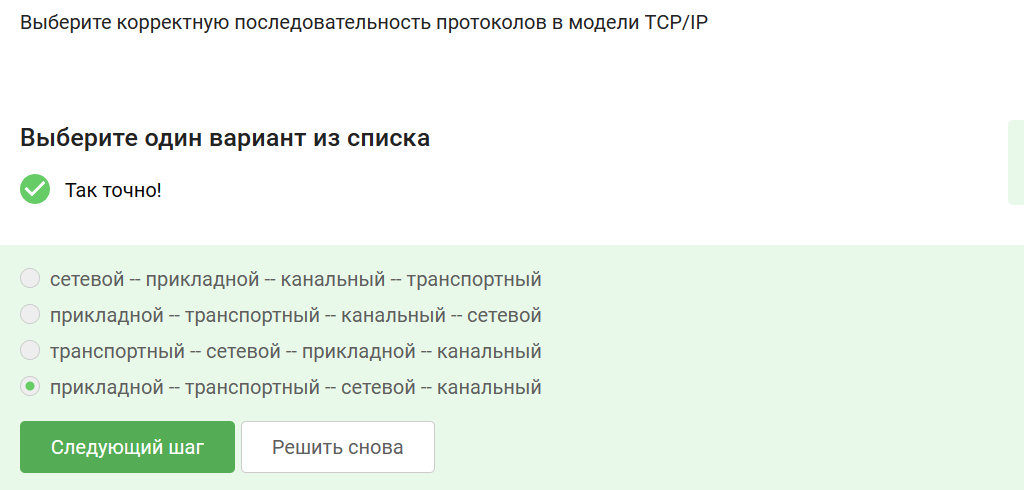 Выберите корректную последовательность протоколов в модели TCP/IP
Выберите один вариант из списка
Так точно!
сетевой -- прикладной -- канальный -- транспортный
прикладной -- транспортный -- канальный -- сетевой
транспортный -- сетевой -- прикладной -- канальный
прикладной -- транспортный -- сетевой -- канальный
Следующий шаг
Решить снова